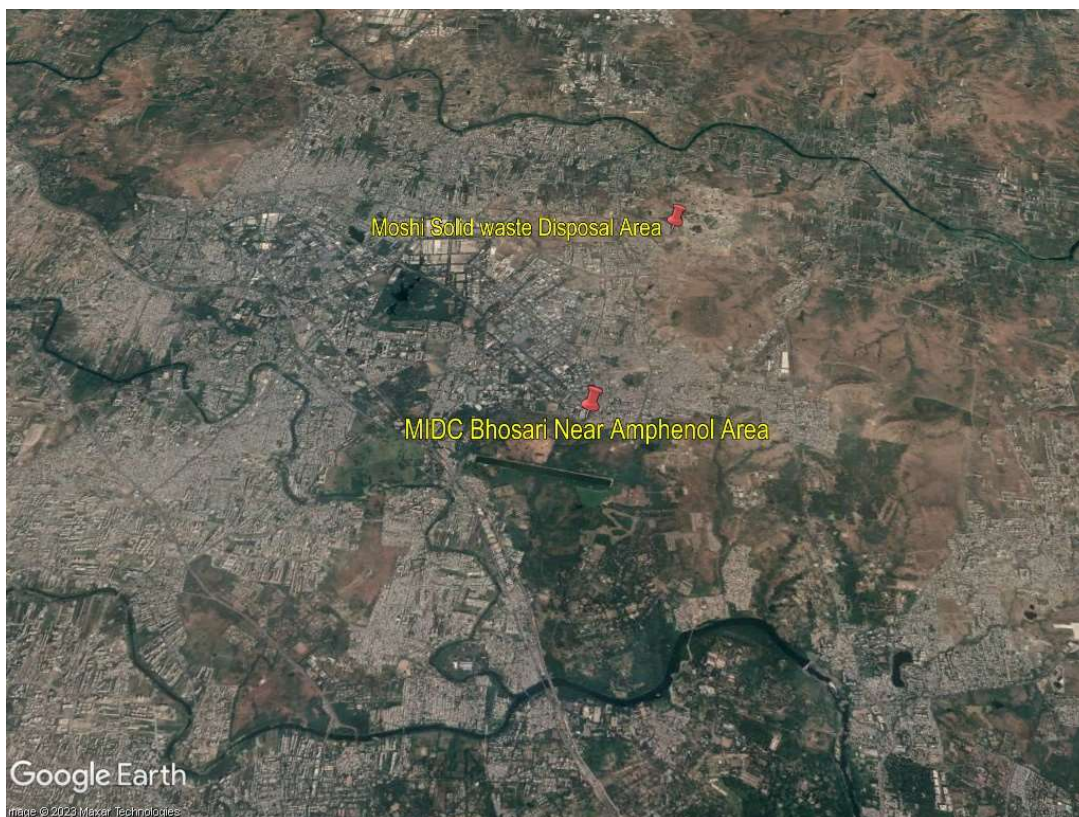 Moshi Solid waste Disposal Area
MIDC Bhosari Near Amphenol Area
Google Earth
Image © 2023 Maxar Technologies